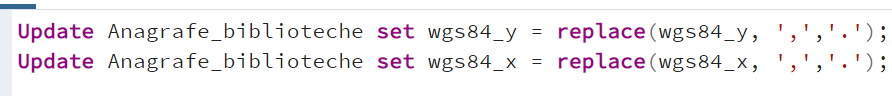 Update Anagrafe_biblioteche set wgs84_y = replace(wgs84_y, ',','.');
Update Anagrafe_biblioteche set wgs84_x = replace(wgs84_x, ',','.');